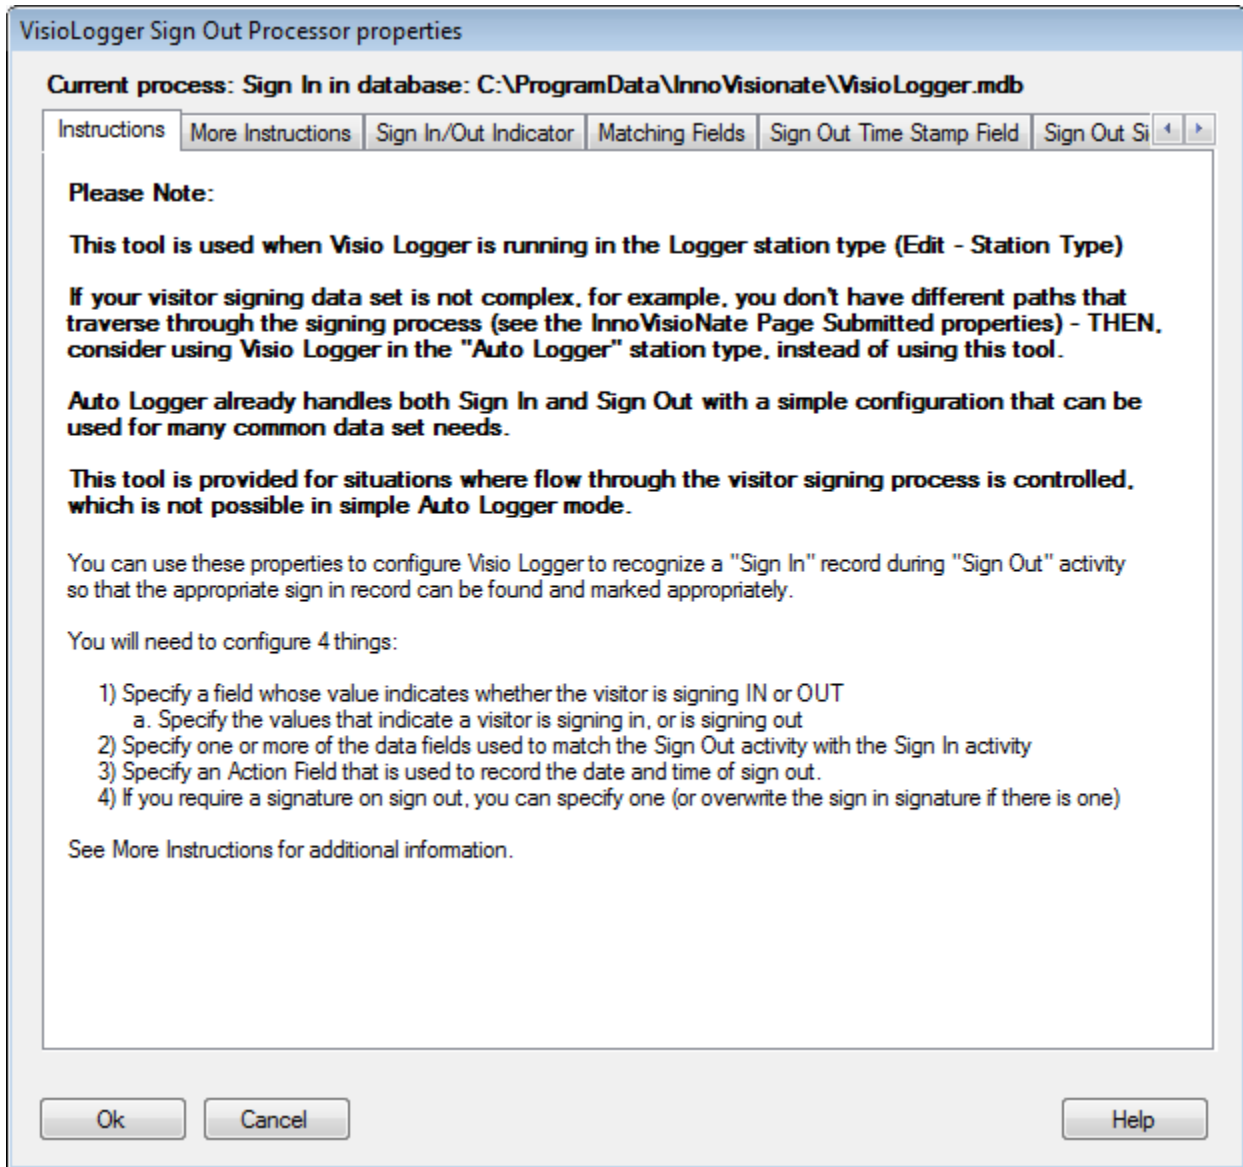 VisioLogger Sign Out Processor properties
Current process: Sign In in database: C:\ProgramData\InnoVisionate\VisioLogger.mdb
Instructions More Instructions Sign In/Out Indicator Matching Fields Sign Out Time Stamp Field Sign Out Si
Please Note:
This tool is used when Visio Logger is running in the Logger station type (Edit - Station Type)
If your visitor signing data set is not complex, for example, you don't have different paths that
traverse through the signing process (see the InnoVisioNate Page Submitted properties) - THEN,
consider using Visio Logger in the "Auto Logger" station type, instead of using this tool.
Auto Logger already handles both Sign In and Sign Out with a simple configuration that can be
used for many common data set needs.
This tool is provided for situations where flow through the visitor signing process is controlled,
which is not possible in simple Auto Logger mode.
You can use these properties to configure Visio Logger to recognize a "Sign In" record during "Sign Out" activity
so that the appropriate sign in record can be found and marked appropriately.
You will need to configure 4 things:
1) Specify a field whose value indicates whether the visitor is signing IN or OUT
a. Specify the values that indicate a visitor is signing in, or is signing out
2) Specify one or more of the data fields used to match the Sign Out activity with the Sign In activity
3) Specify an Action Field that is used to record the date and time of sign out.
4) If you require a signature on sign out, you can specify one (or overwrite the sign in signature if there is one)
See More Instructions for additional information.
Ok Cancel Help